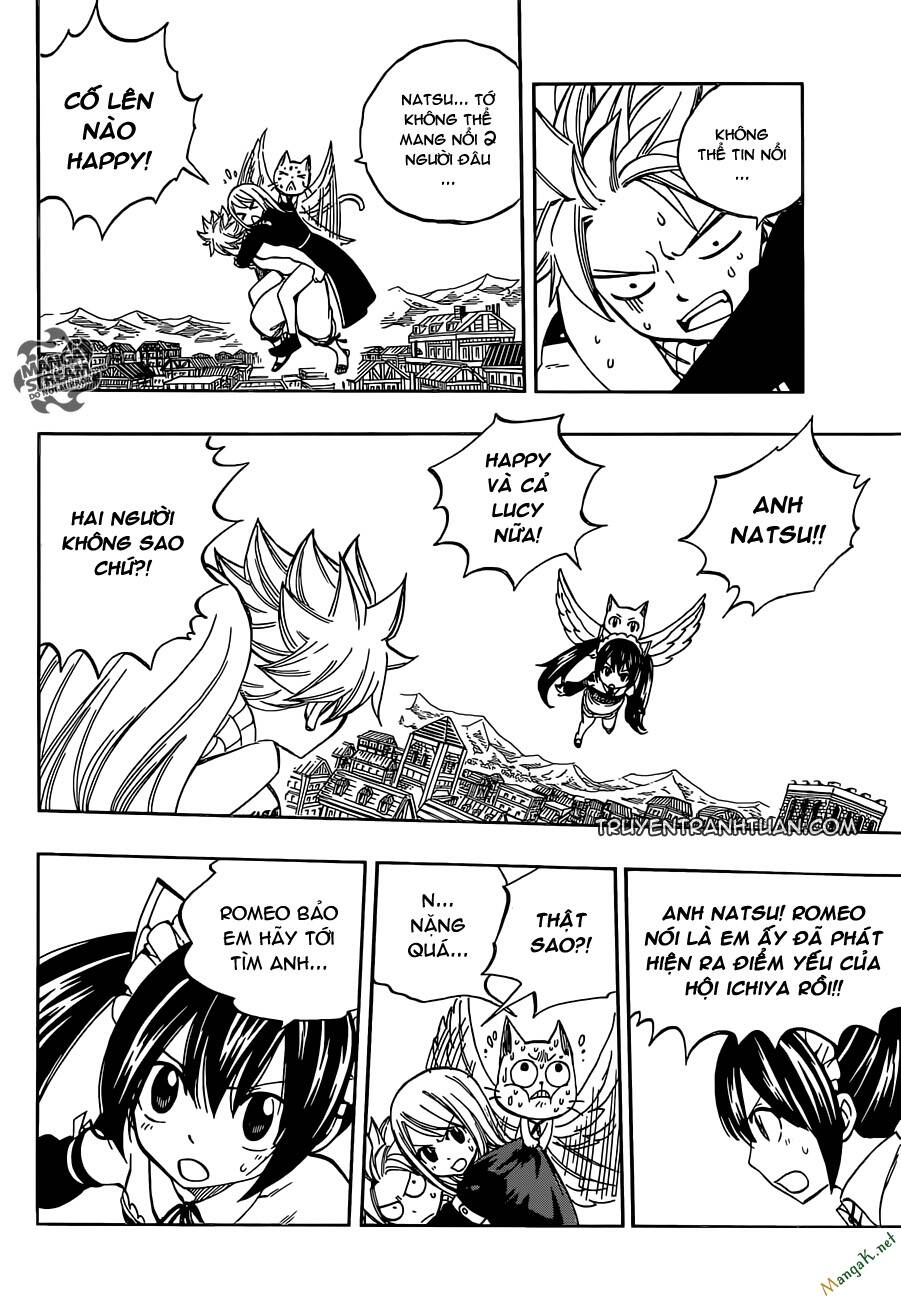 CỐ LÊN
NÀO
HAPPY!
NATSU... TỚ
KHÔNG THỂ
MANG NỔI 2
NGƯỜI ĐÂU
...
KHÔNG
THỂ TIN NỔI
...
MANGA
STREAM
HAI NGƯỜI
KHÔNG SAO
CHỨ?!
HAPPY
VÀ CẢ
LUCY
NỮA!
ANH
NATSU!!
TRUYENTRANHTUAN.COM
ROMEO BẢO
EM HÃY TỚI
TÌM ANH...
N...
NẶNG
QUÁ...
THẬT
SAO?!
ANH NATSU! ROMEO
NÓI LÀ EM ẤY ĐÃ PHÁT
HIỆN RA ĐIỂM YẾU CỦA
HỘI ICHIYA RỒI!!
MangaK.net